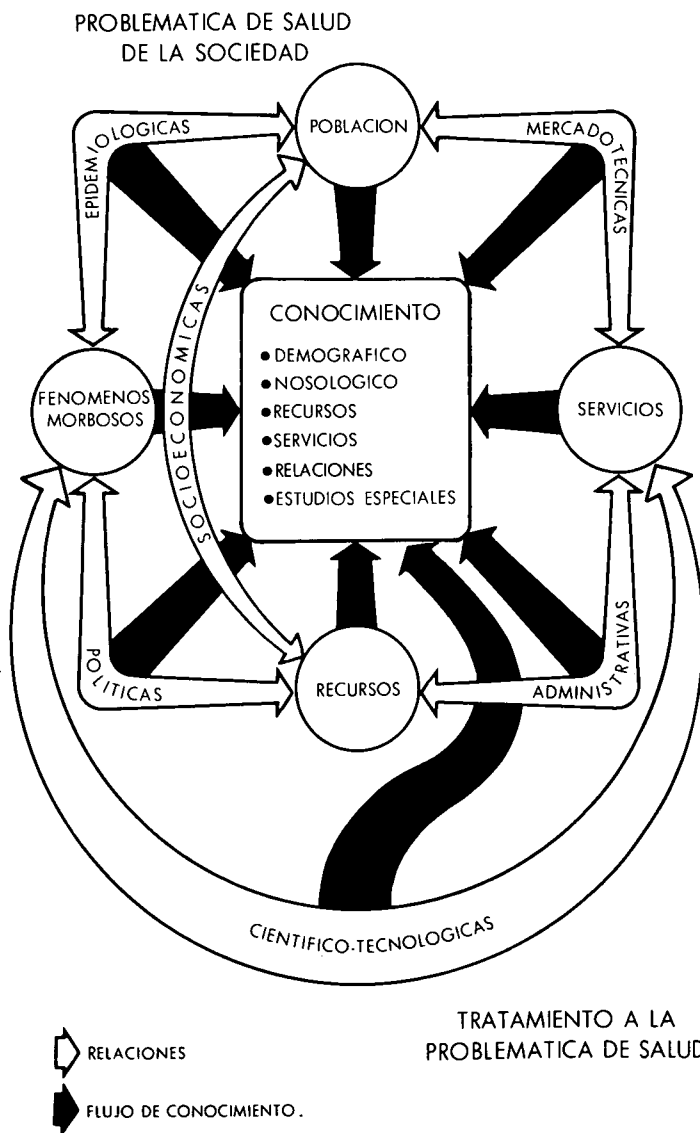 PROBLEMATICA DE SALUD
DE LA SOCIEDAD
POBLACION
EPIDEMIOLOGICAS
MERCADOTECNICAS
SOCIOECONOMICAS
CONOCIMIENTO
•DEMOGRAFICO
•NOSOLOGICO
•RECURSOS
•SERVICIOS
•RELACIONES
•ESTUDIOS ESPECIALES
FENOMENOS
MORBOSOS
SERVICIOS
POLITICAS
RECURSOS
ADMINISTRATIVAS
CIENTIFICO-TECNOLOGICAS
TRATAMIENTO A LA
PROBLEMATICA DE SALUD
RELACIONES
FLUJO DE CONOCIMIENTO.